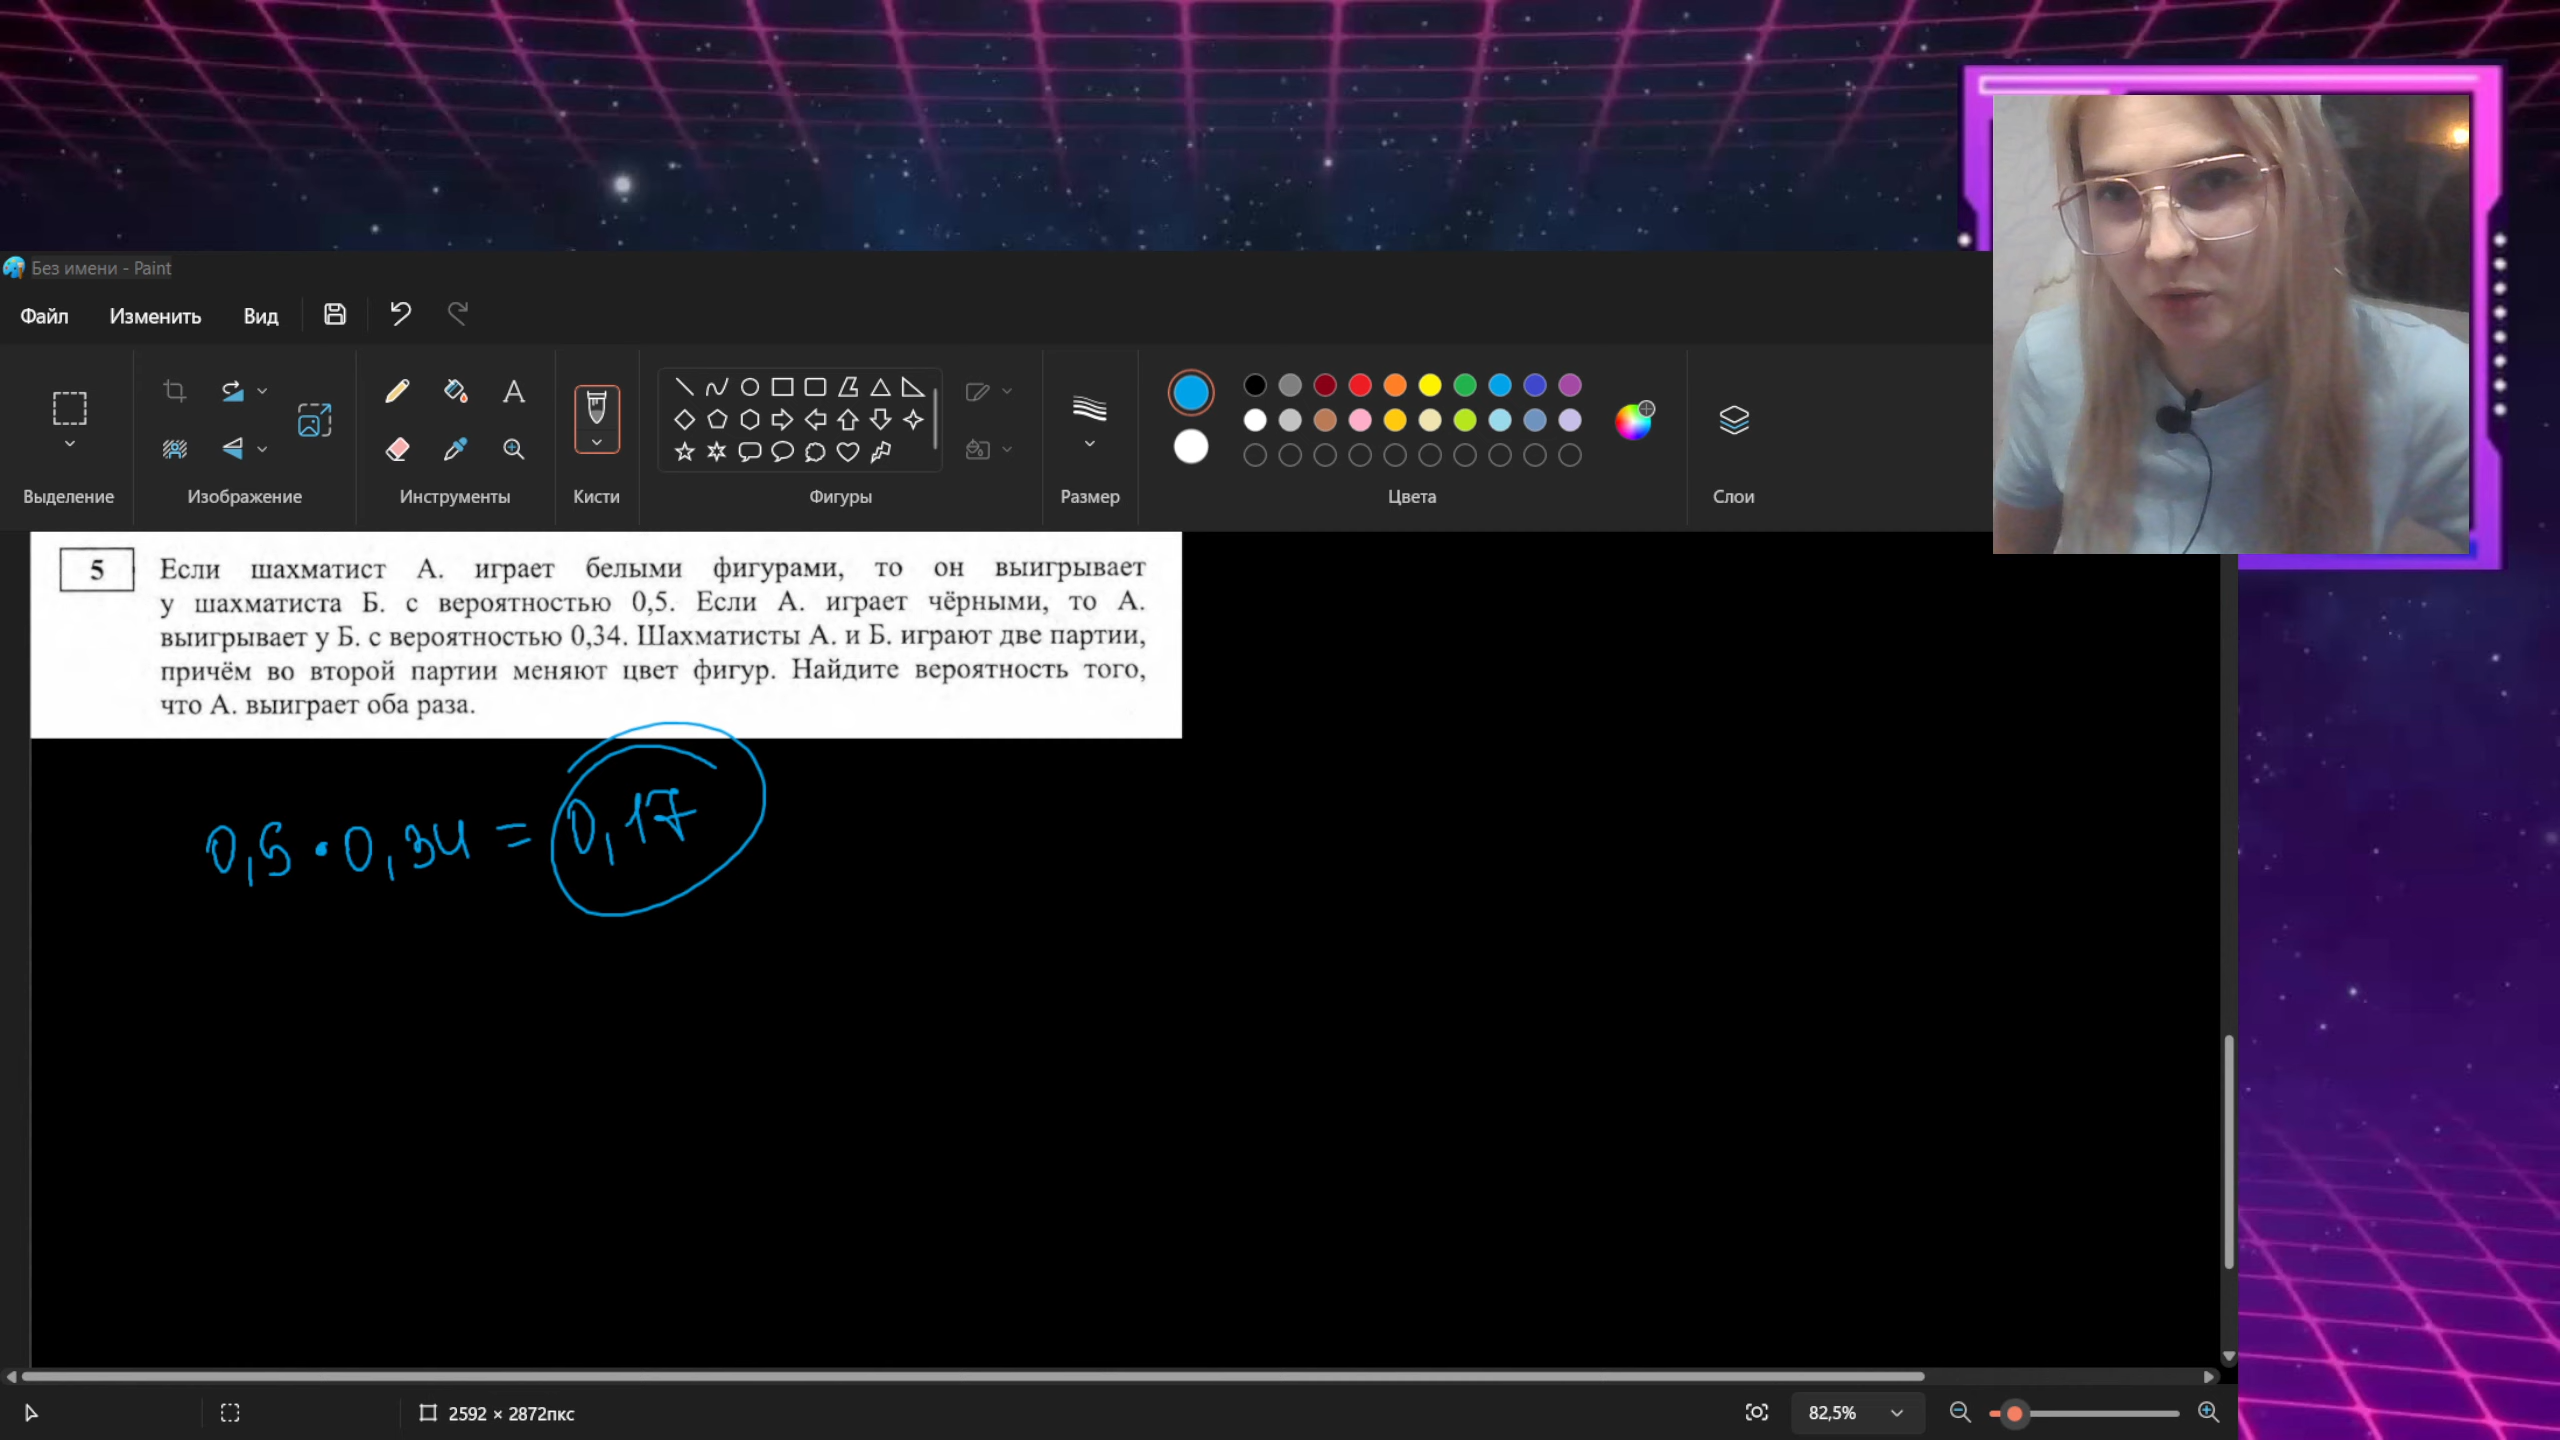 Без имени - Paint
Файл Изменить Вид
Выделение Изображение Инструменты Кисти Фигуры Размер Цвета Слои
5 Если шахматист А. играет белыми фигурами, то он выигрывает
у шахматиста Б. с вероятностью 0,5. Если А. играет чёрными, то А.
выигрывает у Б. с вероятностью 0,34. Шахматисты А. и Б. играют две партии,
причём во второй партии меняют цвет фигур. Найдите вероятность того,
что А. выиграет оба раза.
0,5 • 0,34 = 0,17
2592 × 2872пкс 82,5%